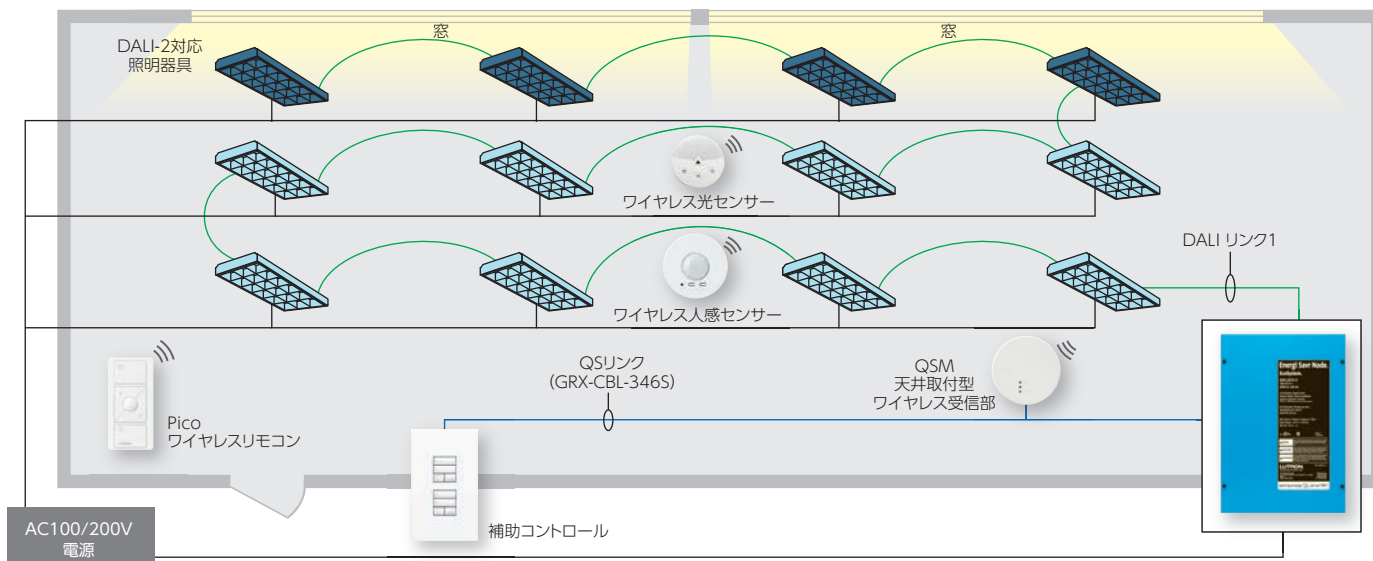 窓
窓
DALI-2対応
照明器具
ワイヤレス光センサー
DALI リンク1
ワイヤレス人感センサー
QSリンク
(GRX-CBL-346S)
QSM
天井取付型
ワイヤレス受信部
Pico
ワイヤレスリモコン
Energi Savr Node.
LUTRON
補助コントロール
AC100/200V
電源